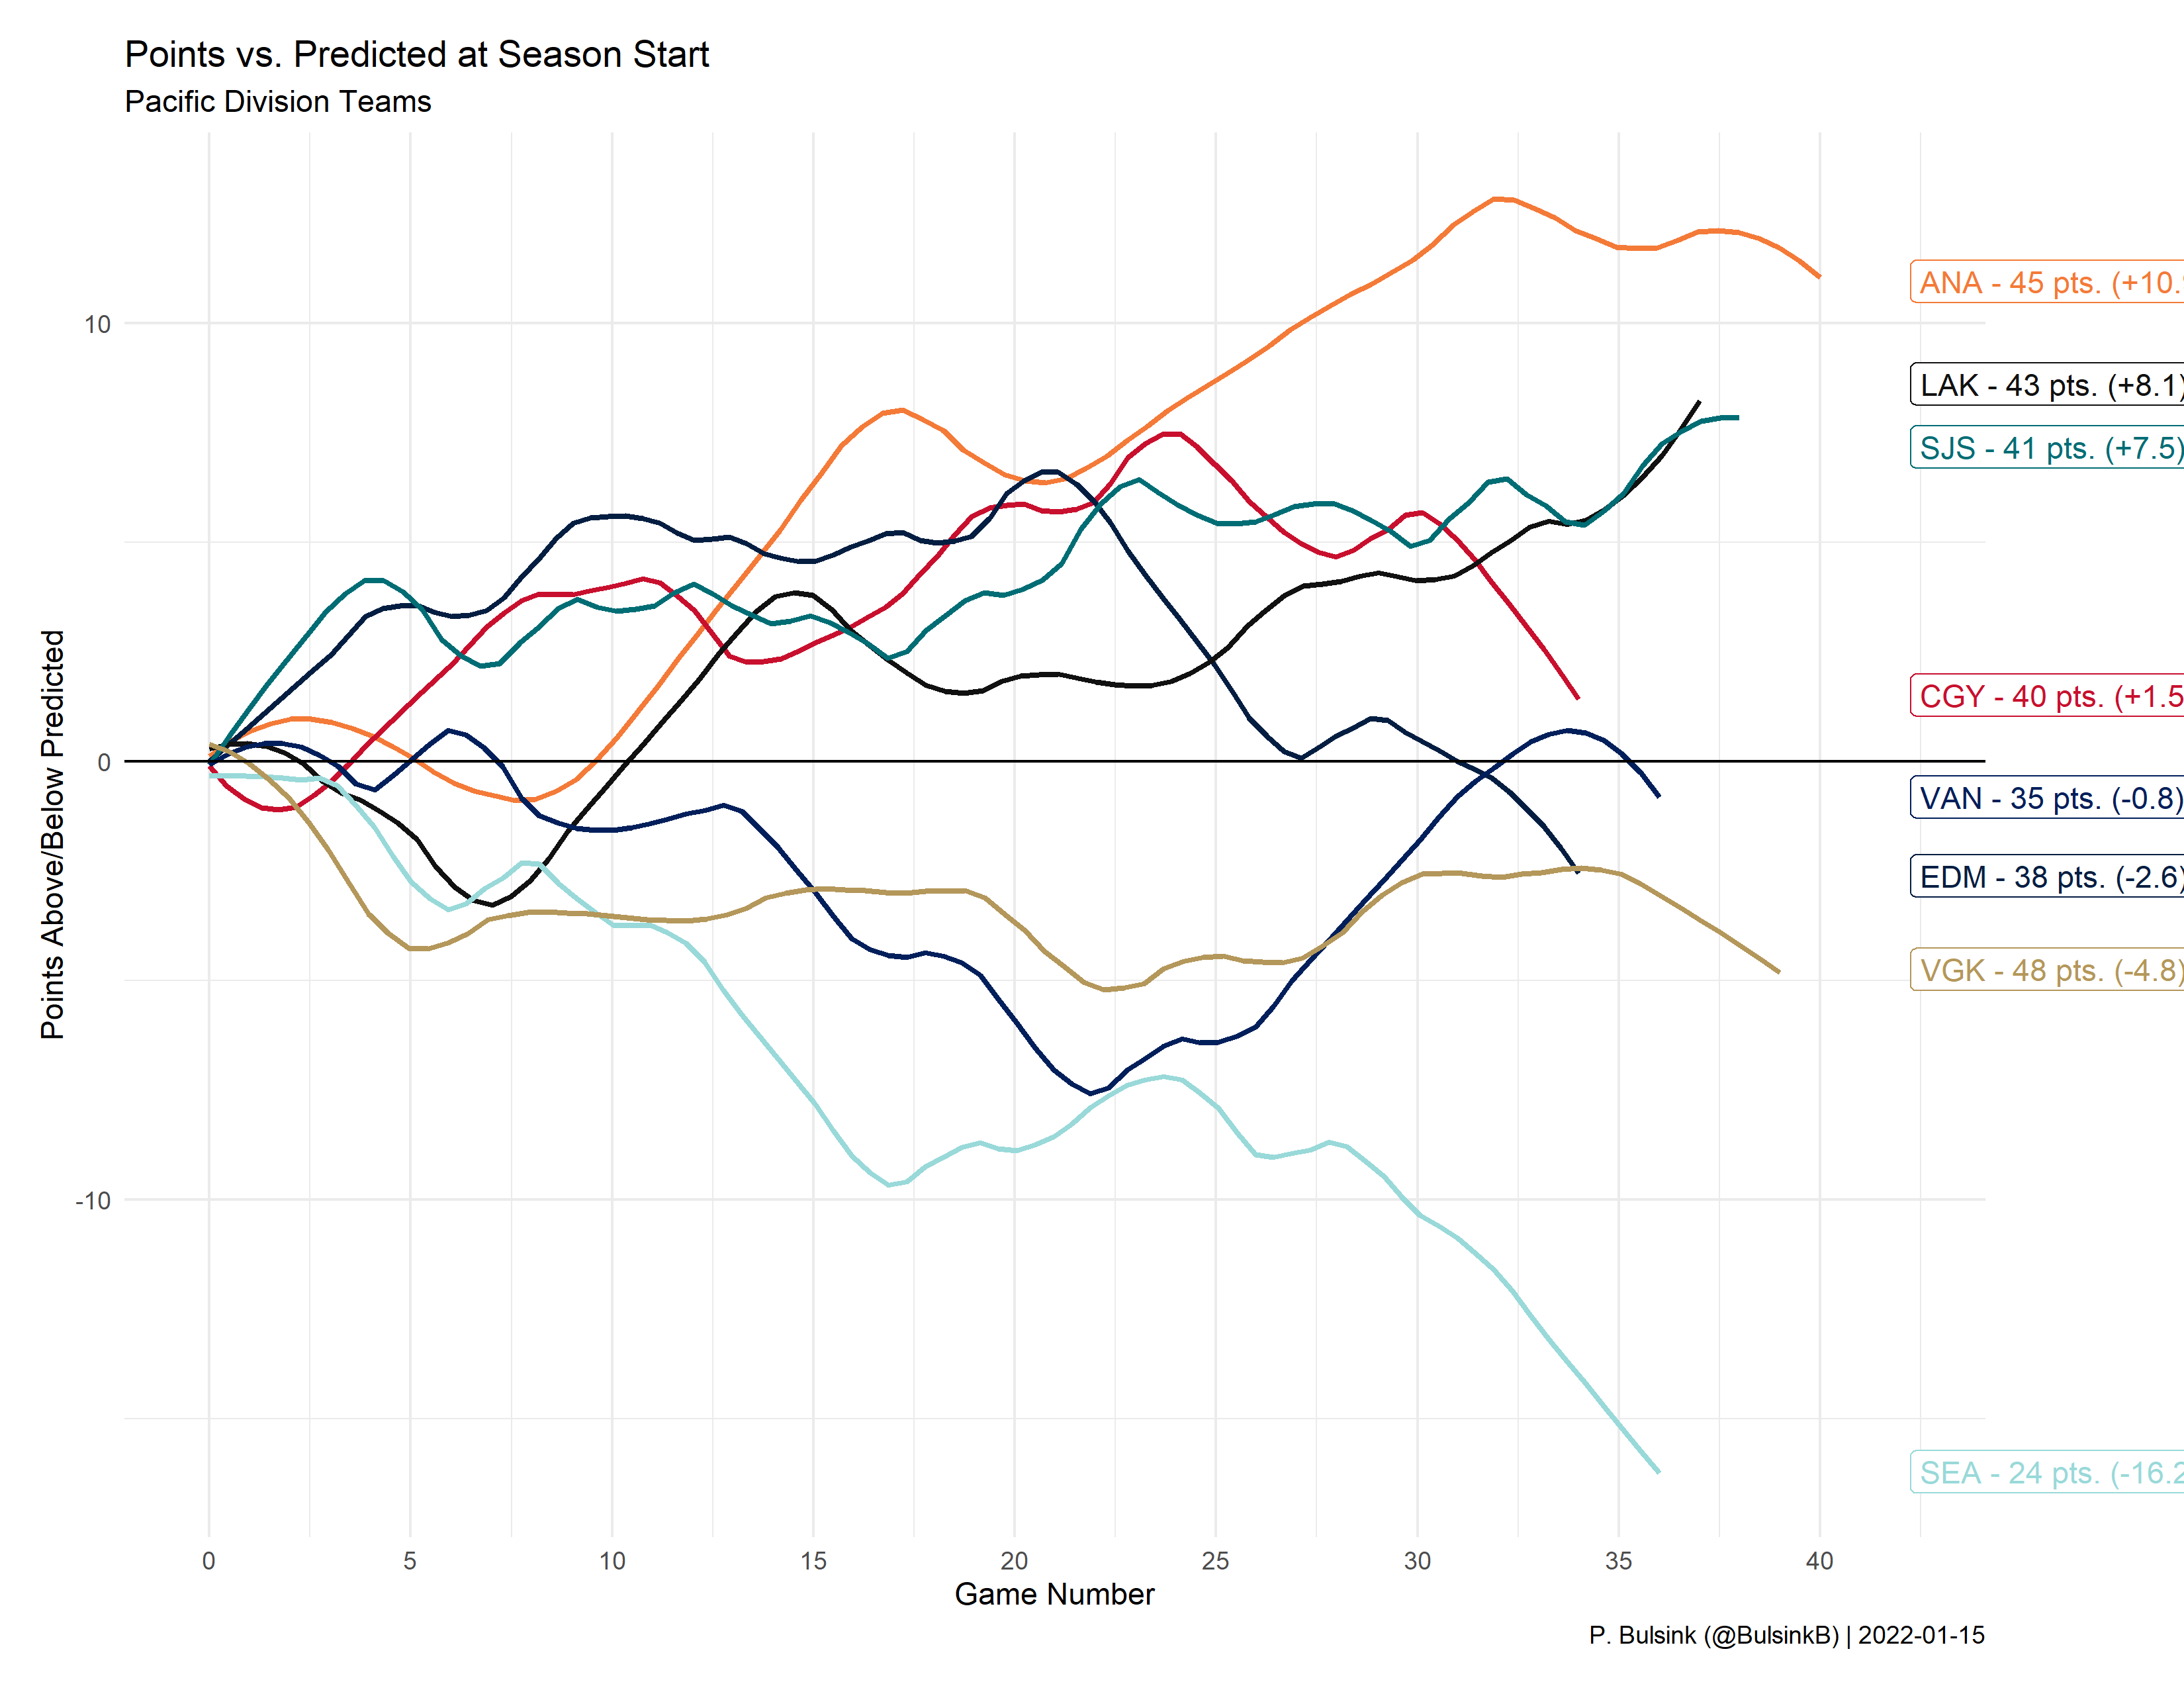 Points vs. Predicted at Season Start
Pacific Division Teams
Points Above/Below Predicted
10
0
-10
ANA - 45 pts. (+10.
LAK - 43 pts. (+8.1)
SJS - 41 pts. (+7.5)
CGY - 40 pts. (+1.5
VAN - 35 pts. (-0.8)
EDM - 38 pts. (-2.6)
VGK - 48 pts. (-4.8)
SEA - 24 pts. (-16.2
0 5 10 15 20 25 30 35 40
Game Number
P. Bulsink (@BulsinkB) | 2022-01-15